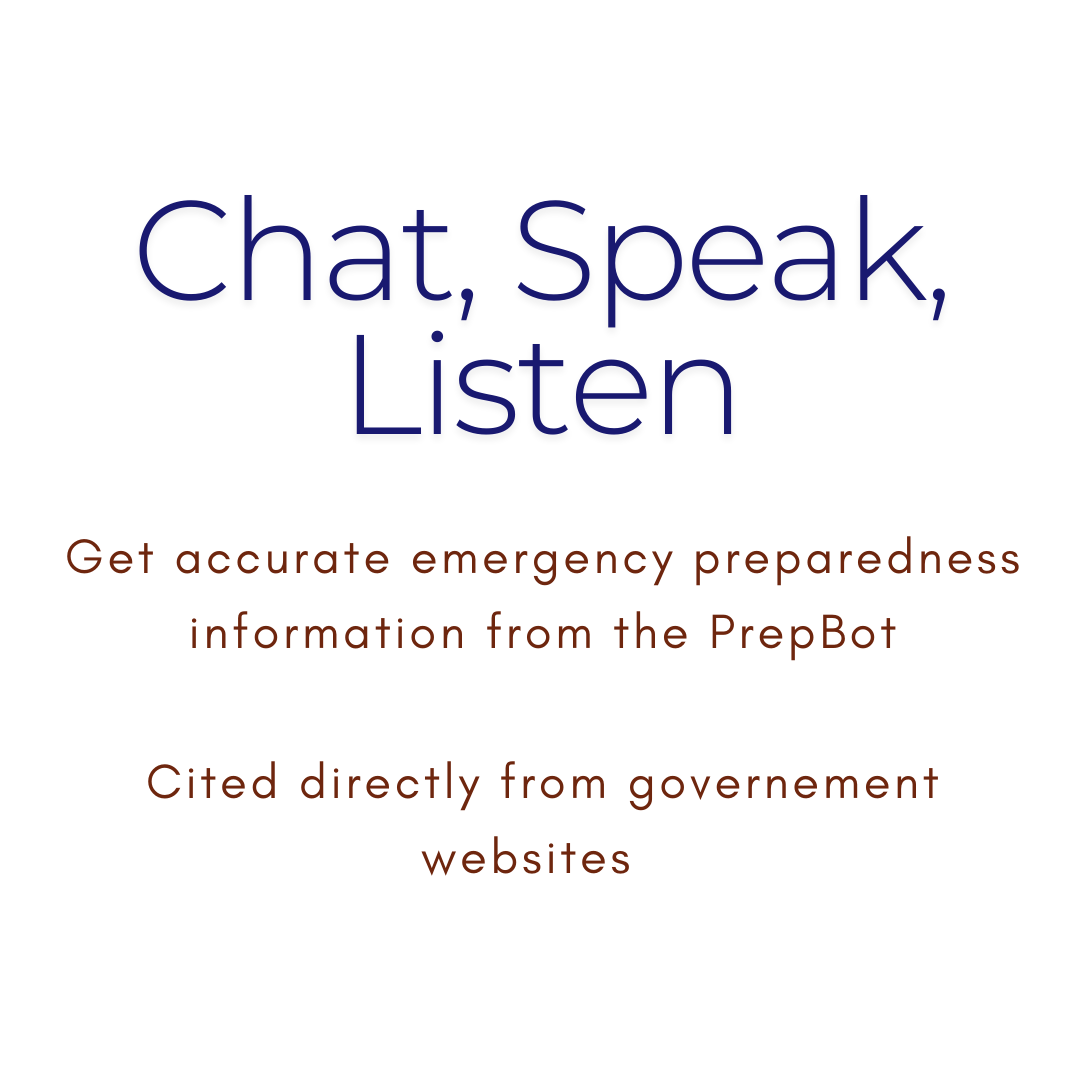 Chat, Speak,
Listen
Get accurate emergency preparedness
information from the PrepBot
Cited directly from governement
websites